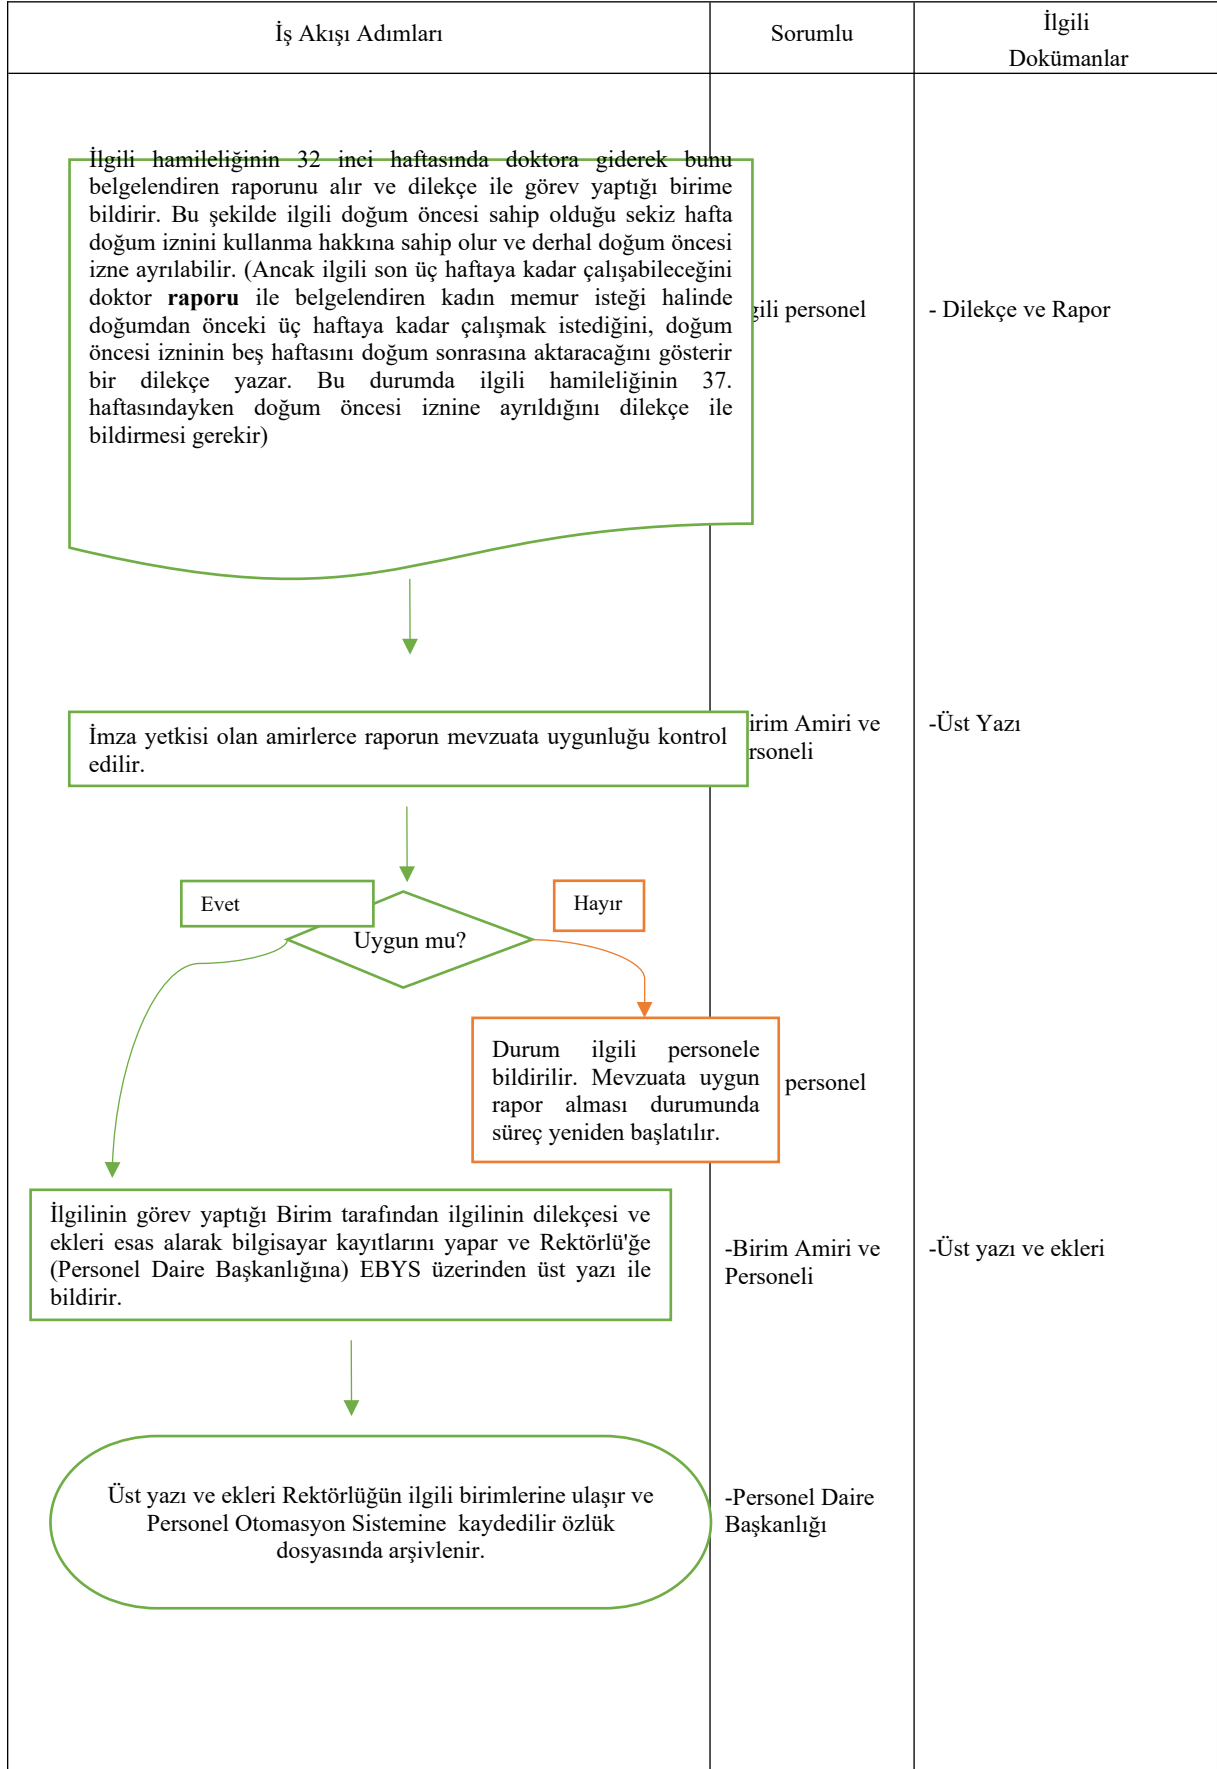 İş Akışı Adımları
Sorumlu
İlgili
Dokümanlar
İlgili hamileliğinin 32 inci haftasında doktora giderek bunu
belgelendiren raporunu alır ve dilekçe ile görev yaptığı birime
bildirir. Bu şekilde ilgili doğum öncesi sahip olduğu sekiz hafta
doğum iznini kullanma hakkına sahip olur ve derhal doğum öncesi
izne ayrılabilir. (Ancak ilgili son üç haftaya kadar çalışabileceğini
doktor raporu ile belgelendiren kadın memur isteği halinde
doğumdan önceki üç haftaya kadar çalışmak istediğini, doğum
öncesi izninin beş haftasını doğum sonrasına aktaracağını gösterir
bir dilekçe yazar. Bu durumda ilgili hamileliğinin 37.
haftasındayken doğum öncesi iznine ayrıldığını dilekçe ile
bildirmesi gerekir)
gili personel
- Dilekçe ve Rapor
İmza yetkisi olan amirlerce raporun mevzuata uygunluğu kontrol
edilir.
irim Amiri ve
rsoneli
-Üst Yazı
Evet
Hayır
Uygun mu?
Durum ilgili personele
bildirilir. Mevzuata uygun
rapor alması durumunda
süreç yeniden başlatılır.
personel
İlgilinin görev yaptığı Birim tarafından ilgilinin dilekçesi ve
ekleri esas alarak bilgisayar kayıtlarını yapar ve Rektörlü'ğe
(Personel Daire Başkanlığına) EBYS üzerinden üst yazı ile
bildirir.
-Birim Amiri ve
Personeli
-Üst yazı ve ekleri
Üst yazı ve ekleri Rektörlüğün ilgili birimlerine ulaşır ve
Personel Otomasyon Sistemine kaydedilir özlük
dosyasında arşivlenir.
-Personel Daire
Başkanlığı